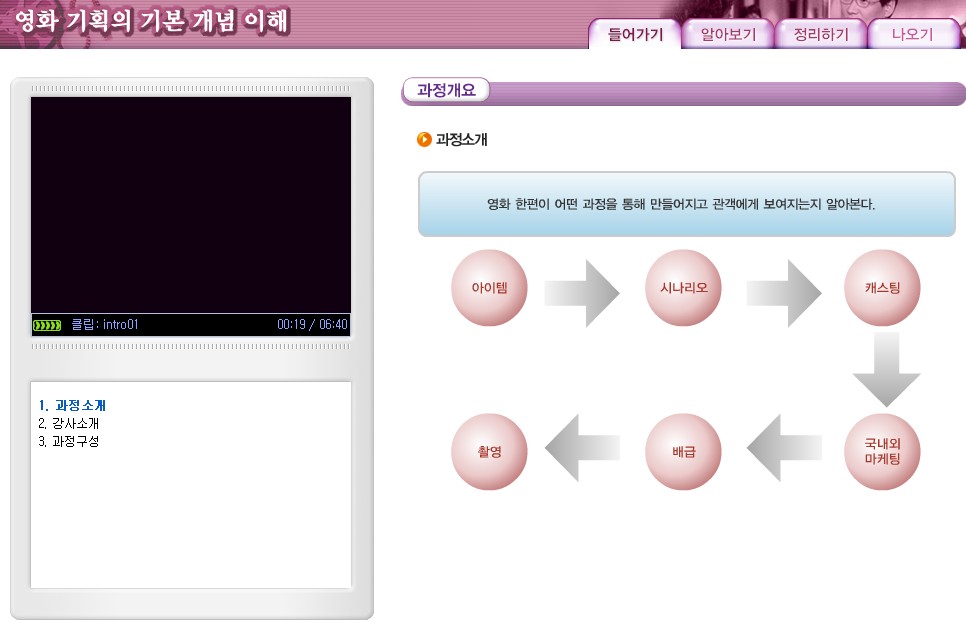 영화 기획의 기본 개념 이해
들어가기
알아보기
정리하기
나오기
과정개요
과정소개
영화 한편이 어떤 과정을 통해 만들어지고 관객에게 보여지는지 알아본다.
아이템
시나리오
캐스팅
국내외
마케팅
배급
촬영
클립: intro01
00:19 / 06:40
1. 과정소개
2. 강사소개
3. 과정구성